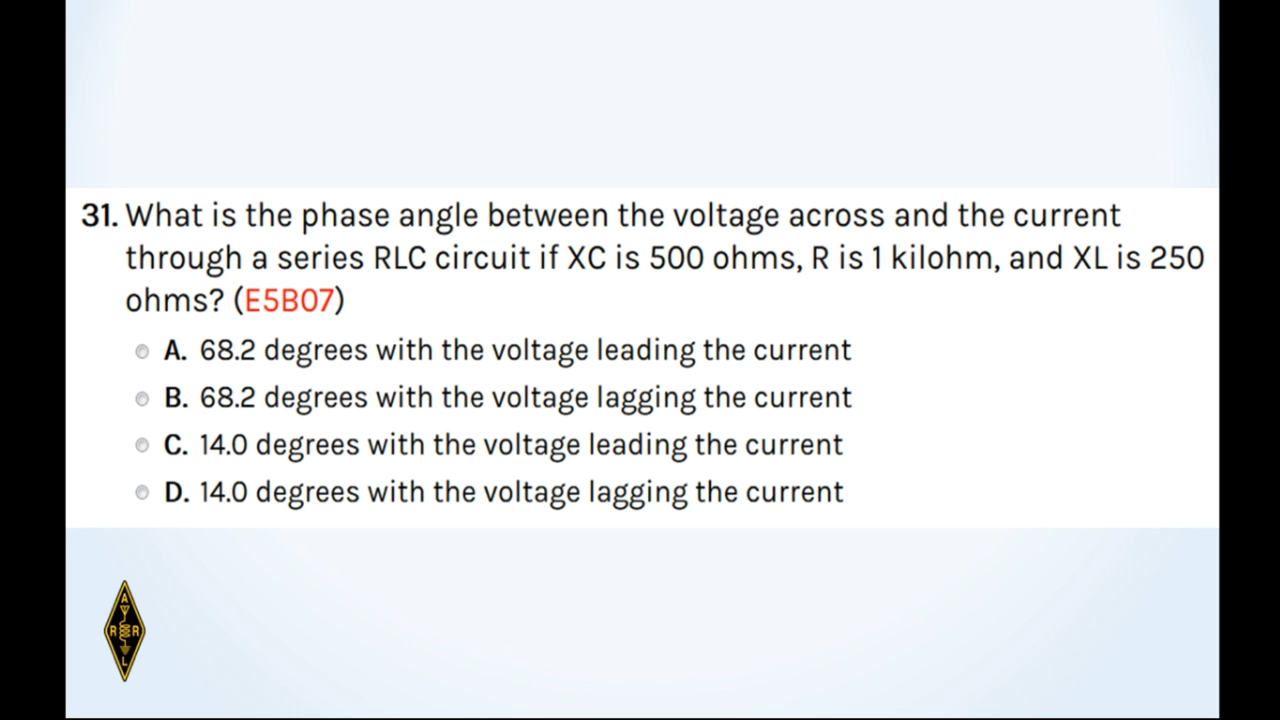 31. What is the phase angle between the voltage across and the current
through a series RLC circuit if XC is 500 ohms, R is 1 kilohm, and XL is 250
ohms? (E5B07)
A. 68.2 degrees with the voltage leading the current
B. 68.2 degrees with the voltage lagging the current
C. 14.0 degrees with the voltage leading the current
D. 14.0 degrees with the voltage lagging the current
A
R R
L